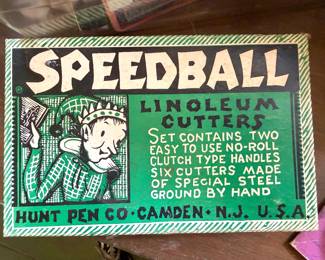 SPEEDBALL
®
LINOLEUM
CUTTERS
SET CONTAINS TWO
EASY TO USE NO-ROLL
CLUTCH TYPE HANDLES
SIX CUTTERS MADE
OF SPECIAL STEEL
GROUND BY HAND
HUNT PEN CO · CAMDEN · N.J. U.S.A.